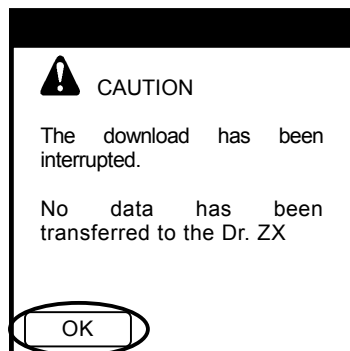 CAUTION
The download has been
interrupted.
No data has been
transferred to the Dr. ZX
OK